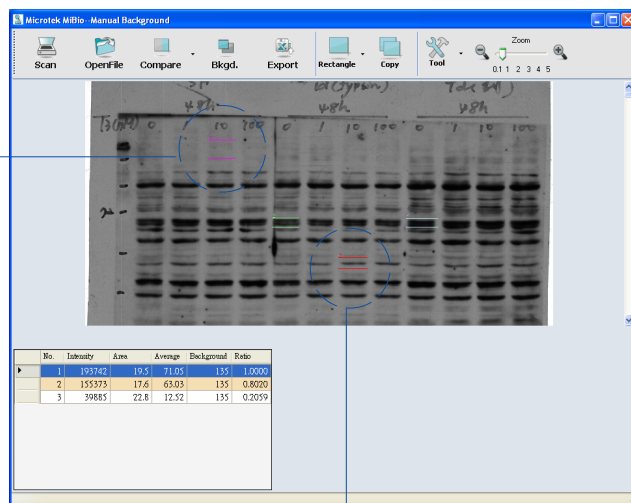 Microtek MiBio--Manual Background
Scan OpenFile Compare Bkgd. Export Rectangle Copy Tool Zoom
0.1 1 2 3 4 5
48h 48h 48h
0 1 10 100 0 1 10 100 0 1 10 100
No. Intensity Area Average Background Ratio
1 193742 19.5 71.05 135 1.0000
2 155373 17.6 63.03 135 0.8020
3 39885 22.8 12.52 135 0.2059